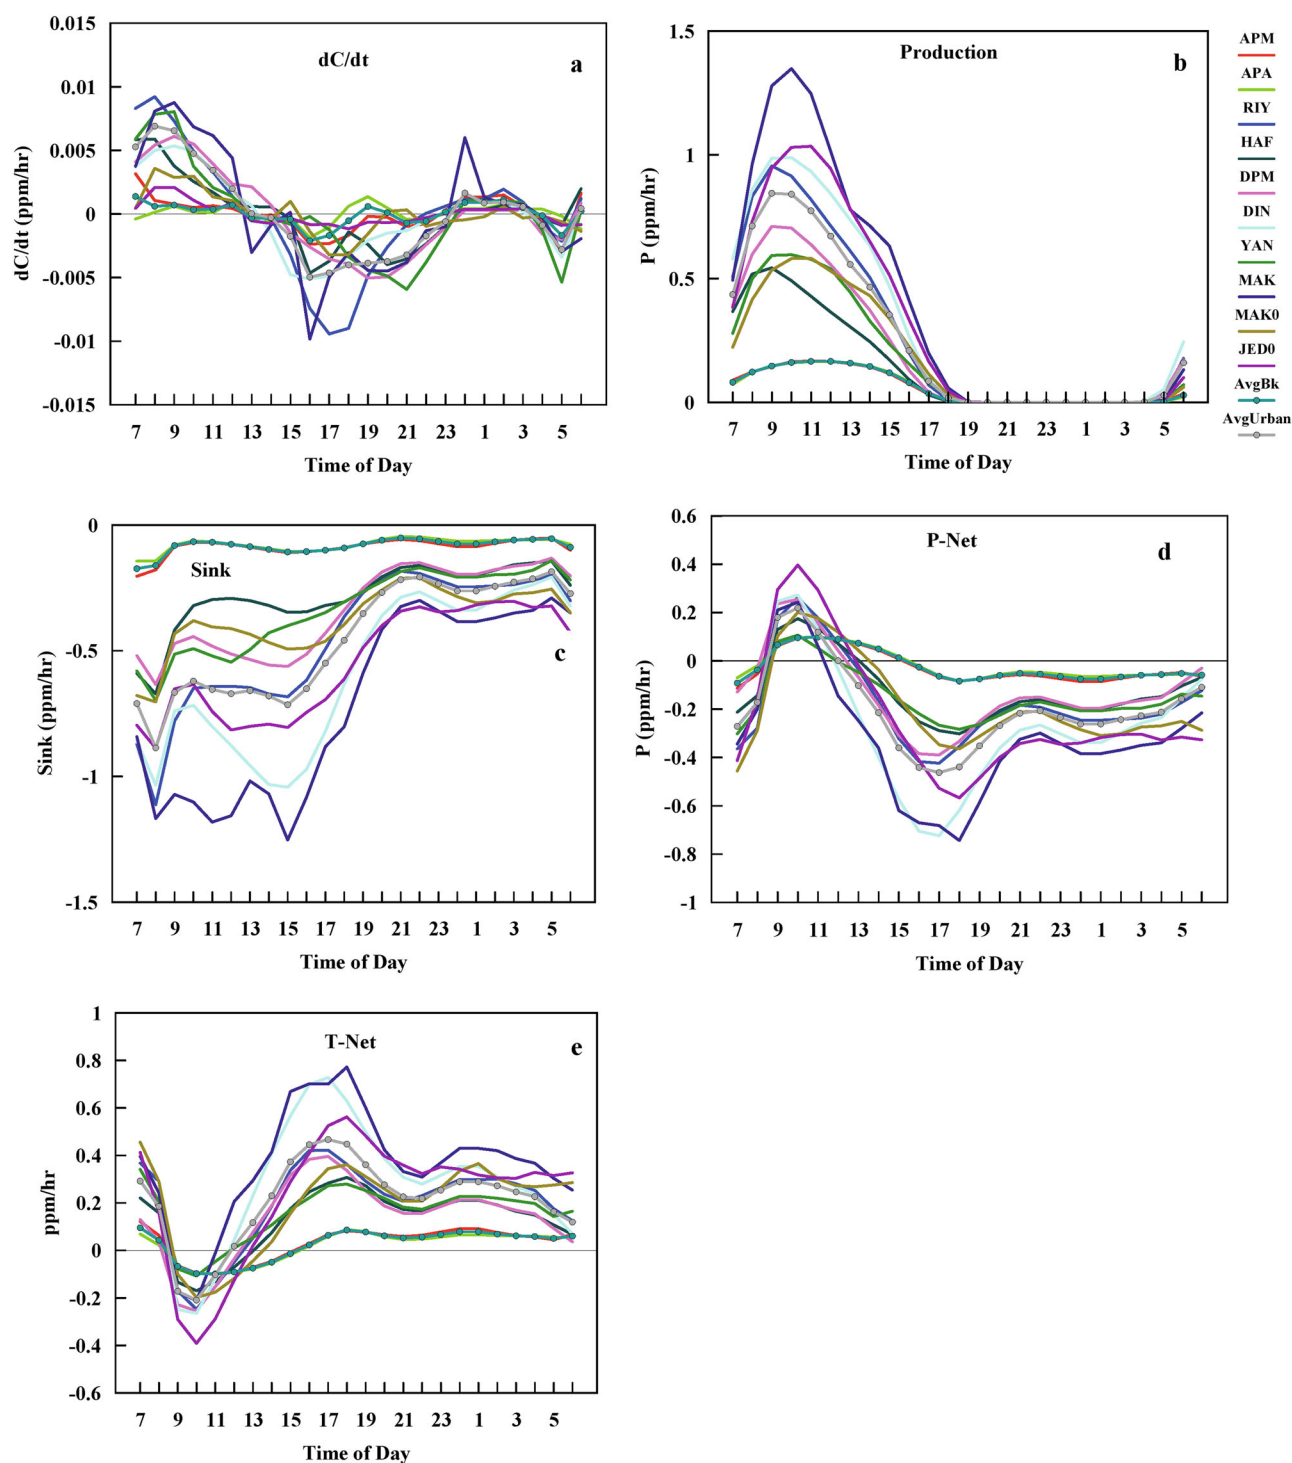 0.015
0.01
0.005
0
-0.005
-0.01
-0.015
dC/dt (ppm/hr)
dC/dt
a
7 9 11 13 15 17 19 21 23 1 3 5
Time of Day
1.5
1
0.5
0
P (ppm/hr)
Production
b
7 9 11 13 15 17 19 21 23 1 3 5
Time of Day
APM
APA
RIY
HAF
DPM
DIN
YAN
MAK
MAK0
JED0
AvgBk
AvgUrban
0
-0.5
-1
-1.5
Sink (ppm/hr)
Sink
c
7 9 11 13 15 17 19 21 23 1 3 5
Time of Day
0.6
0.4
0.2
0
-0.2
-0.4
-0.6
-0.8
-1
P (ppm/hr)
P-Net
d
7 9 11 13 15 17 19 21 23 1 3 5
Time of Day
1
0.8
0.6
0.4
0.2
0
-0.2
-0.4
-0.6
ppm/hr
T-Net
e
7 9 11 13 15 17 19 21 23 1 3 5
Time of Day